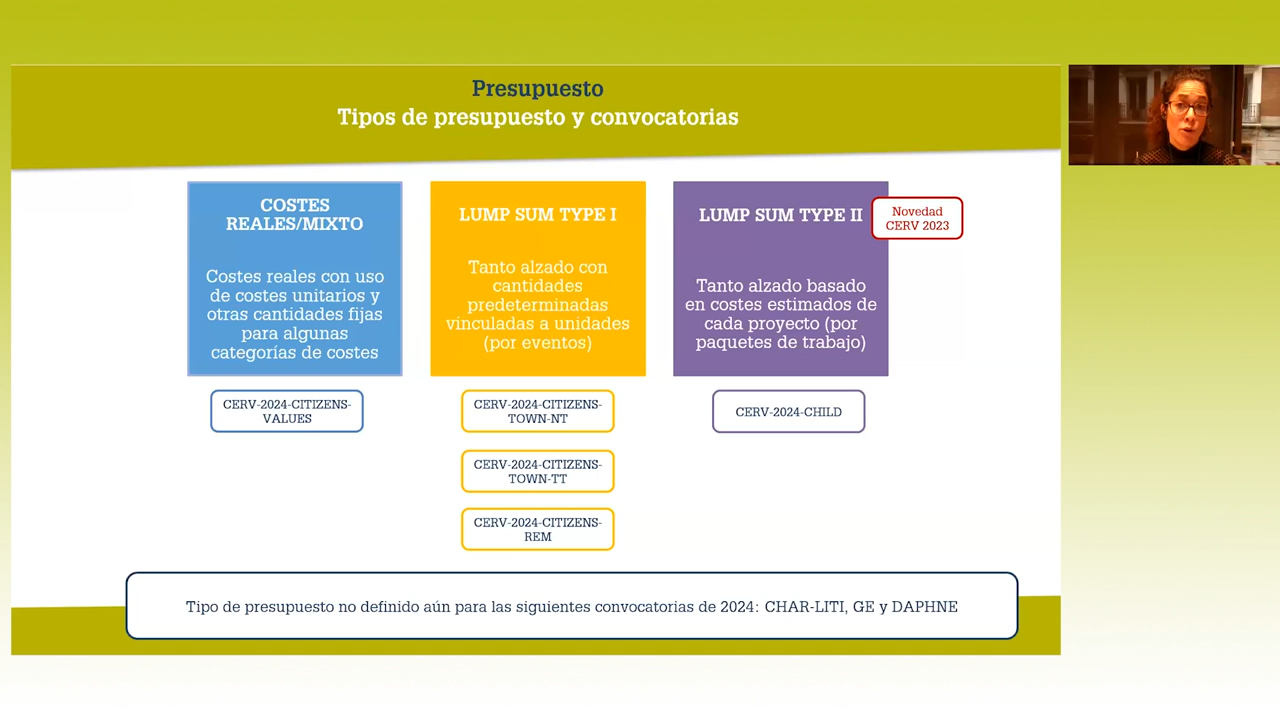 Presupuesto
Tipos de presupuesto y convocatorias
COSTES
REALES/MIXTO
Costes reales con uso
de costes unitarios y
otras cantidades fijas
para algunas
categorías de costes
CERV-2024-CITIZENS-
VALUES
LUMP SUM TYPE I
Tanto alzado con
cantidades
predeterminadas
vinculadas a unidades
(por eventos)
CERV-2024-CITIZENS-
TOWN-NT
CERV-2024-CITIZENS-
TOWN-TT
CERV-2024-CITIZENS-
REM
LUMP SUM TYPE II
Novedad
CERV 2023
Tanto alzado basado
en costes estimados de
cada proyecto (por
paquetes de trabajo)
CERV-2024-CHILD
Tipo de presupuesto no definido aún para las siguientes convocatorias de 2024: CHAR-LITI, GE y DAPHNE